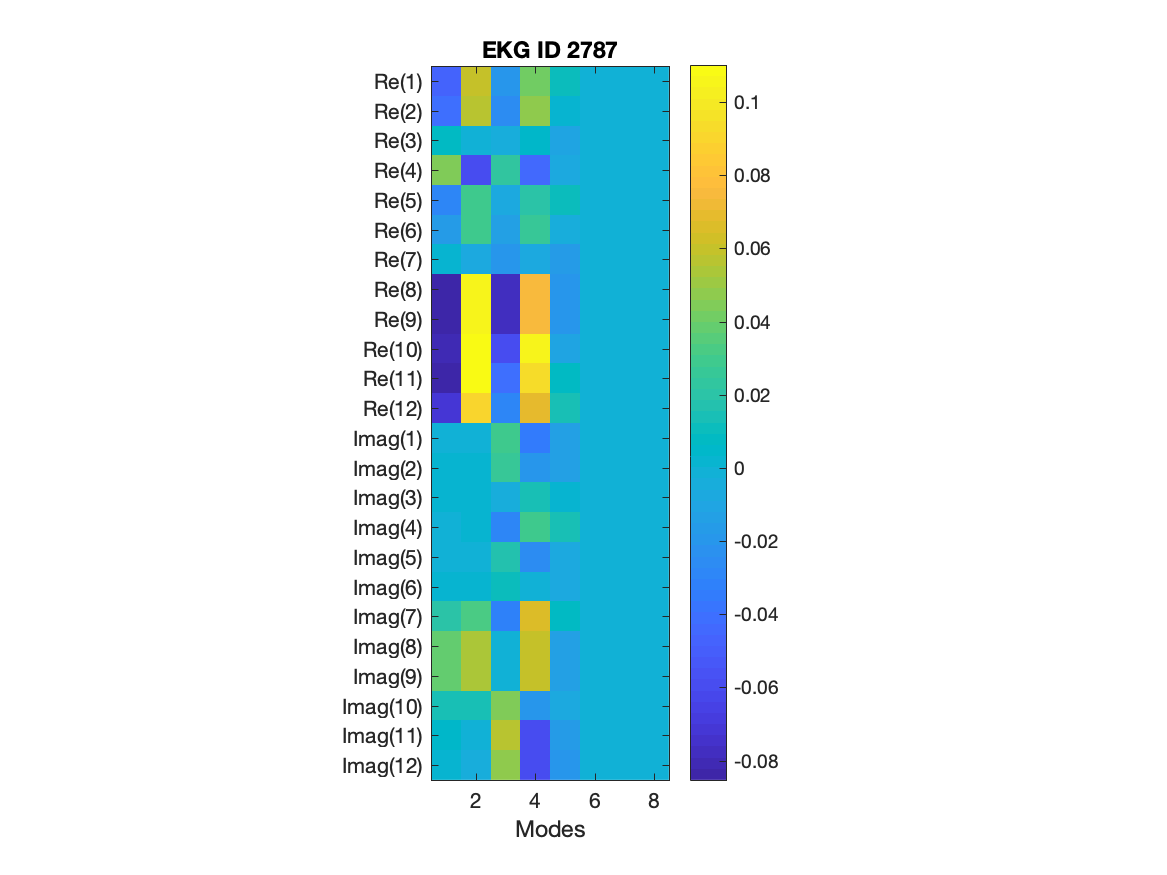 EKG ID 2787
Re(1)
Re(2)
Re(3)
Re(4)
Re(5)
Re(6)
Re(7)
Re(8)
Re(9)
Re(10)
Re(11)
Re(12)
Imag(1)
Imag(2)
Imag(3)
Imag(4)
Imag(5)
Imag(6)
Imag(7)
Imag(8)
Imag(9)
Imag(10)
Imag(11)
Imag(12)
2 4 6 8
Modes
0.1
0.08
0.06
0.04
0.02
0
-0.02
-0.04
-0.06
-0.08